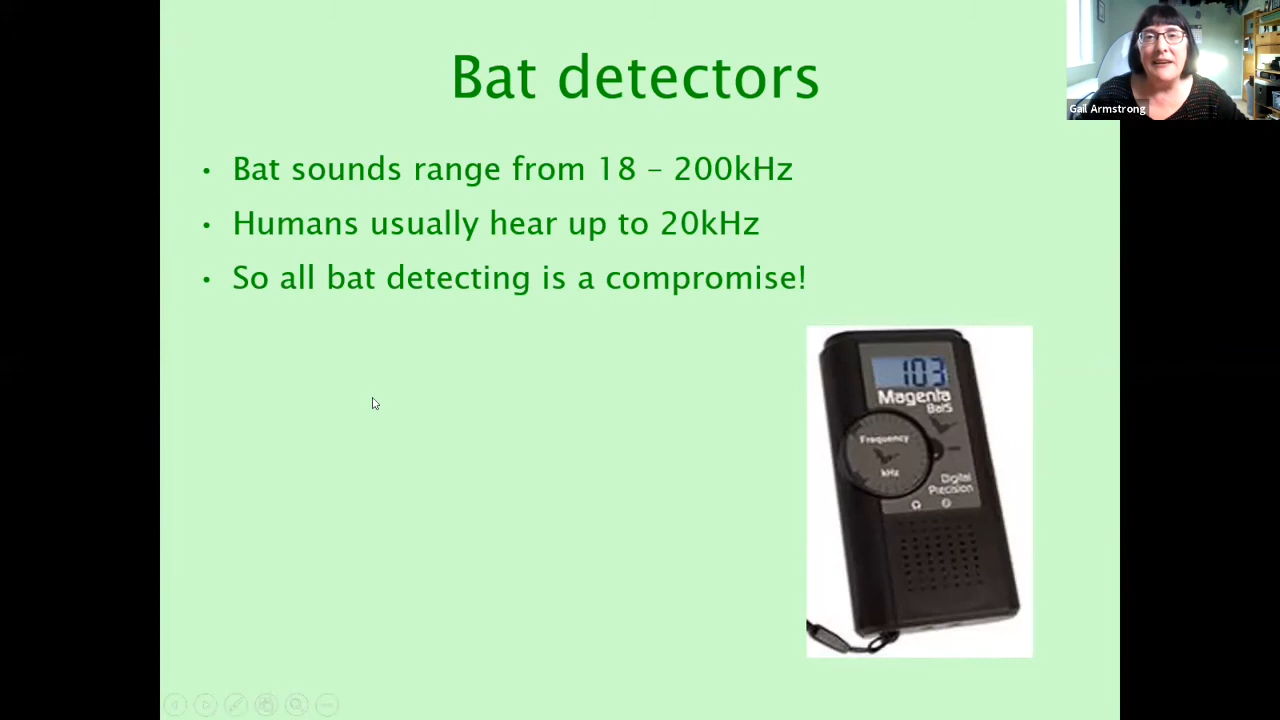 Bat detectors
Gail Armstrong
• Bat sounds range from 18 – 200kHz
• Humans usually hear up to 20kHz
• So all bat detecting is a compromise!
103
Magenta
Bat5
Frequency
kHz
Digital
Precision